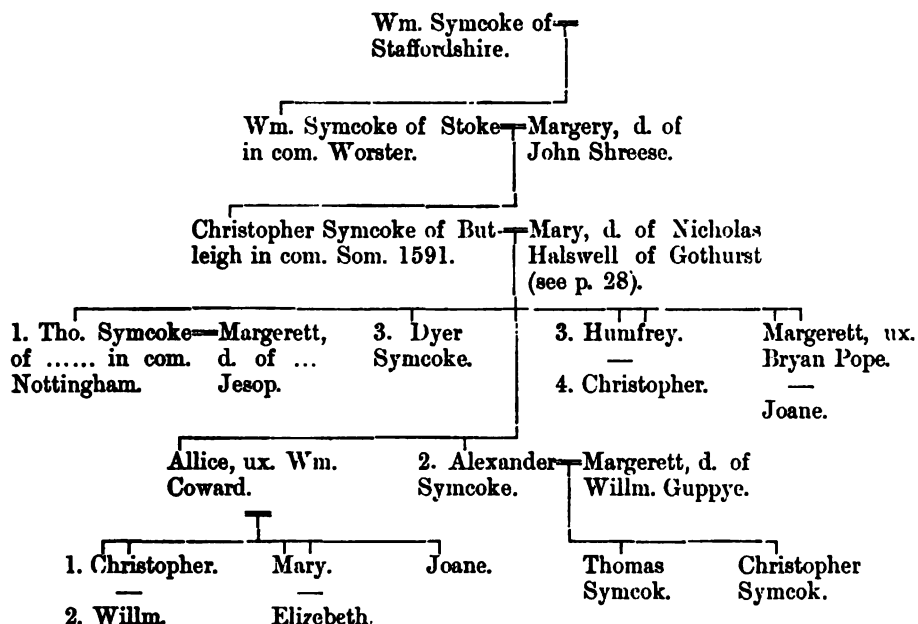 Wm. Symcoke of
Staffordshire.
Wm. Symcoke of Stoke
in com. Worster.
Margery, d. of
John Shreese.
Christopher Symcoke of But-
leigh in com. Som. 1591.
Mary, d. of Nicholas
Halswell of Gothurst
(see p. 28).
1. Tho. Symcoke
of ...... in com.
Nottingham.
Margerett,
d. of ...
Jesop.
3. Dyer
Symcoke.
3. Humfrey.
—
4. Christopher.
Margerett, ux.
Bryan Pope.
—
Joane.
Allice, ux. Wm.
Coward.
2. Alexander
Symcoke.
Margerett, d. of
Willm. Guppye.
1. Christopher.
—
2. Willm.
Mary.
—
Elizebeth.
Joane.
Thomas
Symcok.
Christopher
Symcok.